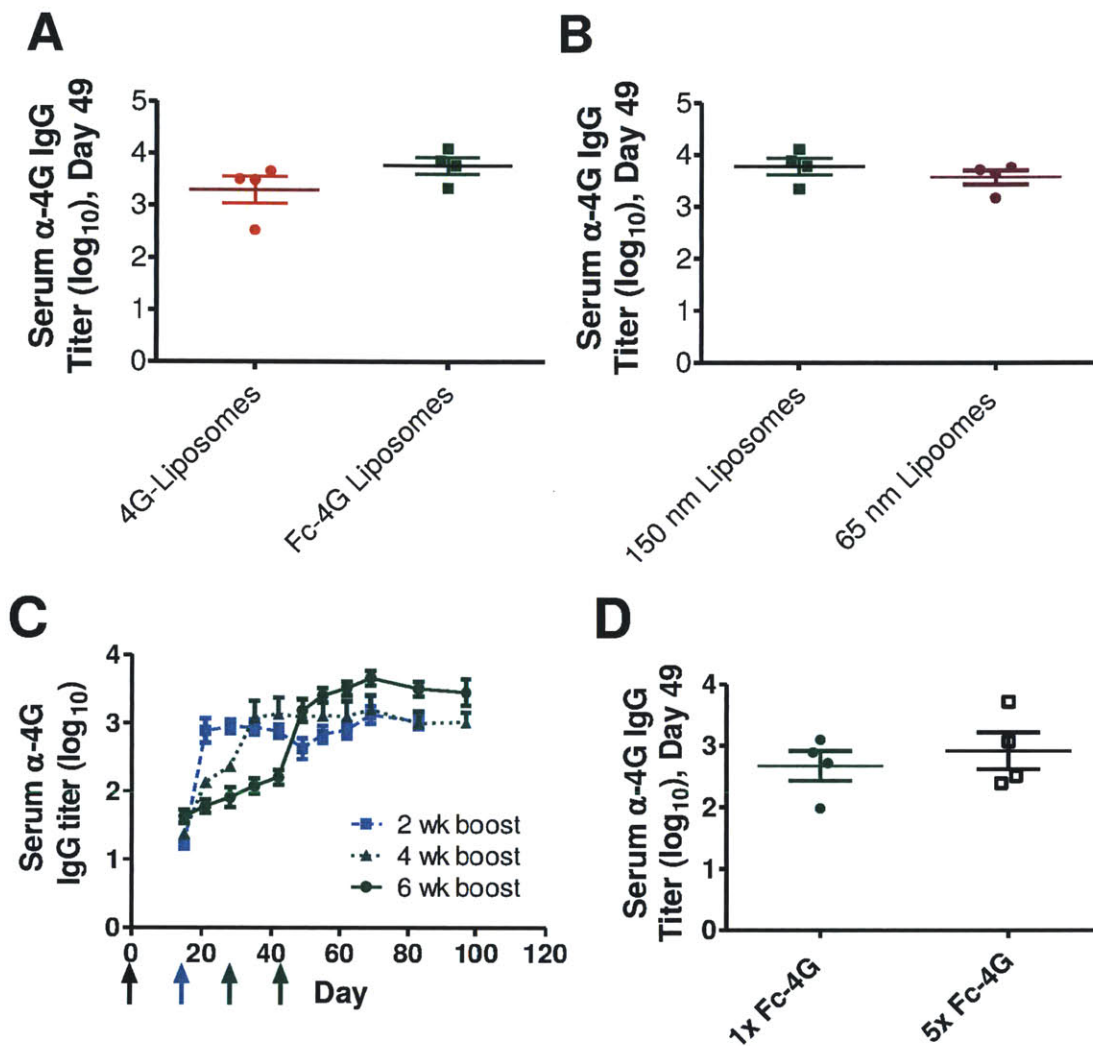 A
Serum α-4G IgG
Titer (log10), Day 49
5
4
3
2
1
0
4G-Liposomes
Fc-4G Liposomes
B
Serum α-4G IgG
Titer (log10), Day 49
5
4
3
2
1
0
150 nm Liposomes
65 nm Lipoomes
C
Serum α-4G
IgG titer (log10)
4
3
2
1
0
2 wk boost
4 wk boost
6 wk boost
0 20 40 60 80 100 120
Day
D
Serum α-4G IgG
Titer (log10), Day 49
4
3
2
1
0
1x Fc-4G
5x Fc-4G